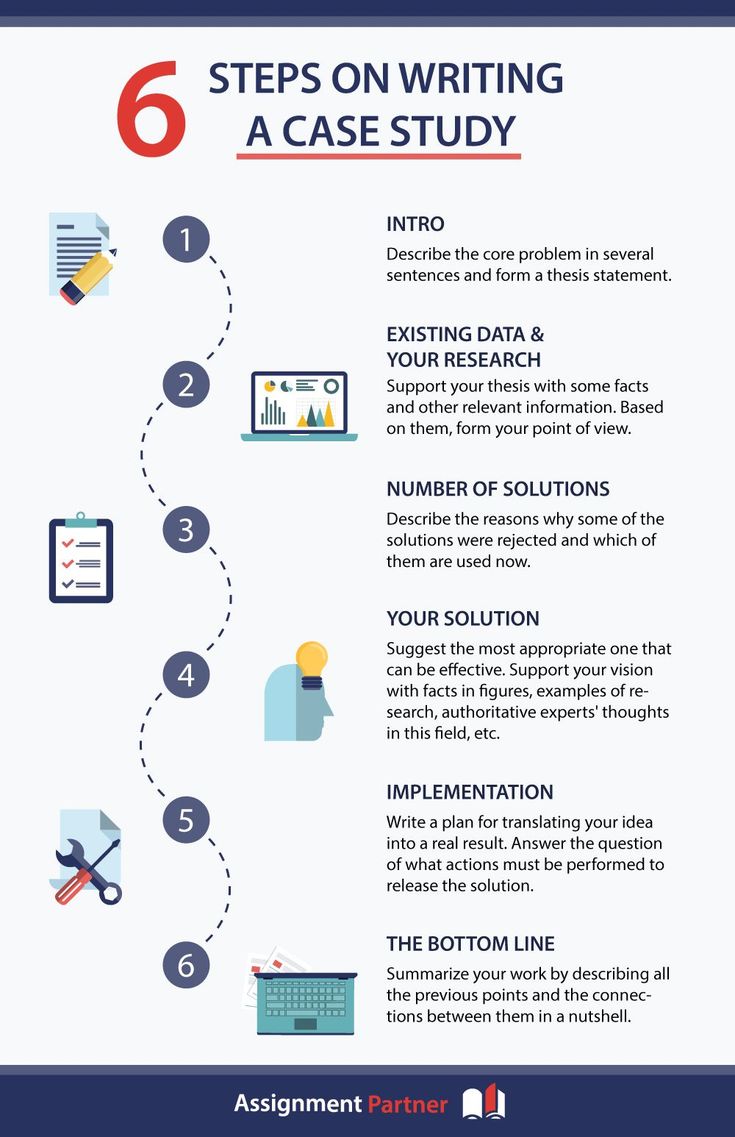 6 STEPS ON WRITING
A CASE STUDY
1
INTRO
Describe the core problem in several
sentences and form a thesis statement.
2
EXISTING DATA &
YOUR RESEARCH
Support your thesis with some facts
and other relevant information. Based
on them, form your point of view.
3
NUMBER OF SOLUTIONS
Describe the reasons why some of the
solutions were rejected and which of
them are used now.
4
YOUR SOLUTION
Suggest the most appropriate one that
can be effective. Support your vision
with facts in figures, examples of re-
search, authoritative experts' thoughts
in this field, etc.
5
IMPLEMENTATION
Write a plan for translating your idea
into a real result. Answer the question
of what actions must be performed to
release the solution.
6
THE BOTTOM LINE
Summarize your work by describing all
the previous points and the connec-
tions between them in a nutshell.
Assignment Partner